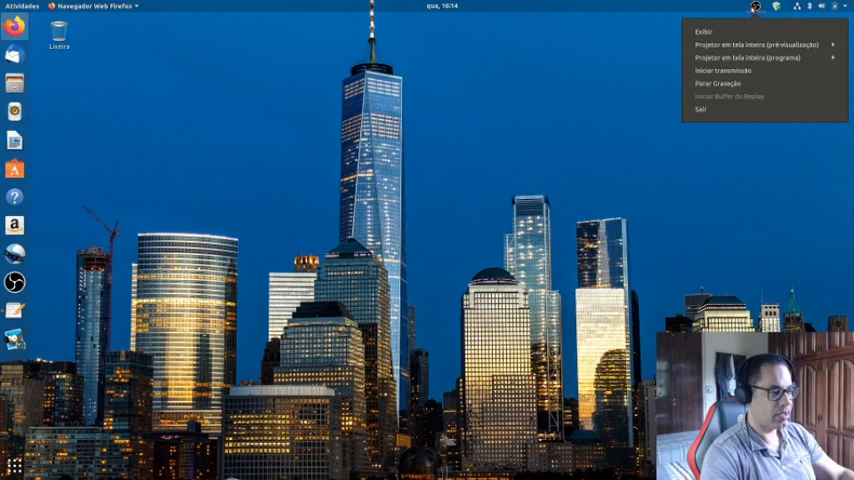 Atividades
Navegador Web Firefox
qua, 16:14
Lixeira
Exibir
Projetor em tela inteira (pré-visualização)
Projetor em tela inteira (programa)
Iniciar transmissão
Parar Gravação
Iniciar Buffer do Replay
Sair